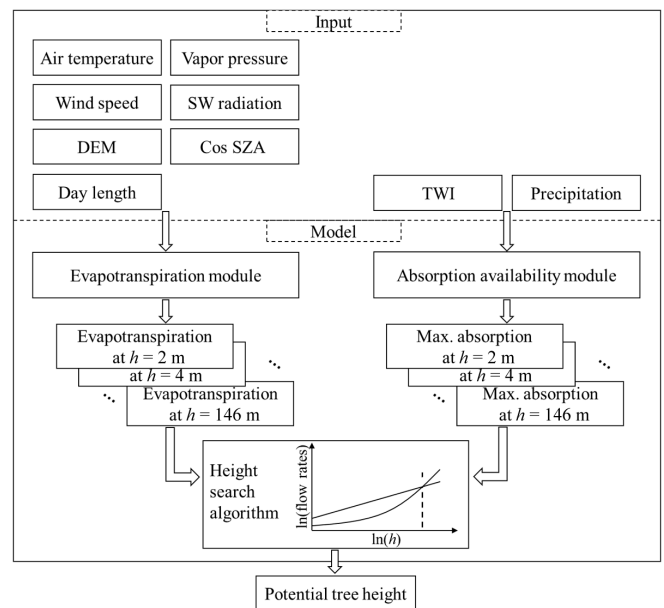 Input
Air temperature
Vapor pressure
Wind speed
SW radiation
DEM
Cos SZA
Day length
TWI
Precipitation
Model
Evapotranspiration module
Absorption availability module
Evapotranspiration
at h = 2 m
at h = 4 m
...
...
Evapotranspiration
at h = 146 m
Max. absorption
at h = 2 m
at h = 4 m
...
...
Max. absorption
at h = 146 m
Height
search
algorithm
ln(flow rates)
ln(h)
Potential tree height